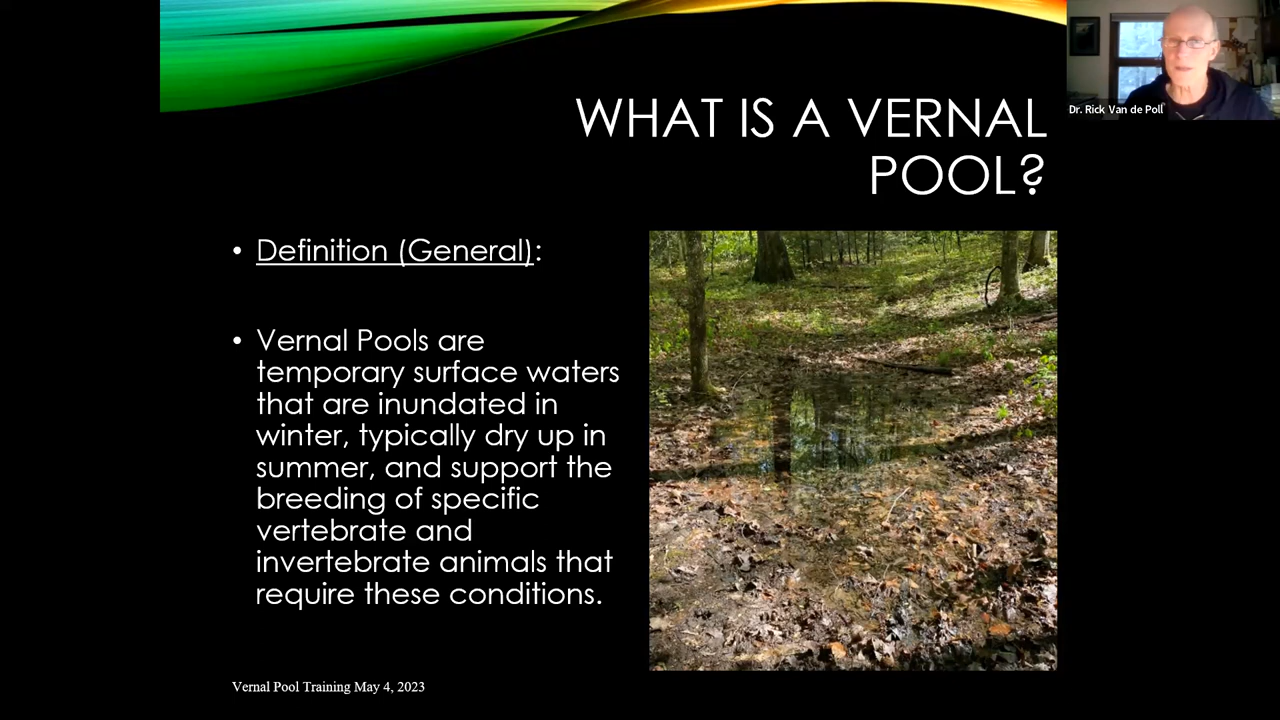 WHAT IS A VERNAL
POOL?
Dr. Rick Van de Poll
• Definition (General):
• Vernal Pools are
temporary surface waters
that are inundated in
winter, typically dry up in
summer, and support the
breeding of specific
vertebrate and
invertebrate animals that
require these conditions.
Vernal Pool Training May 4, 2023